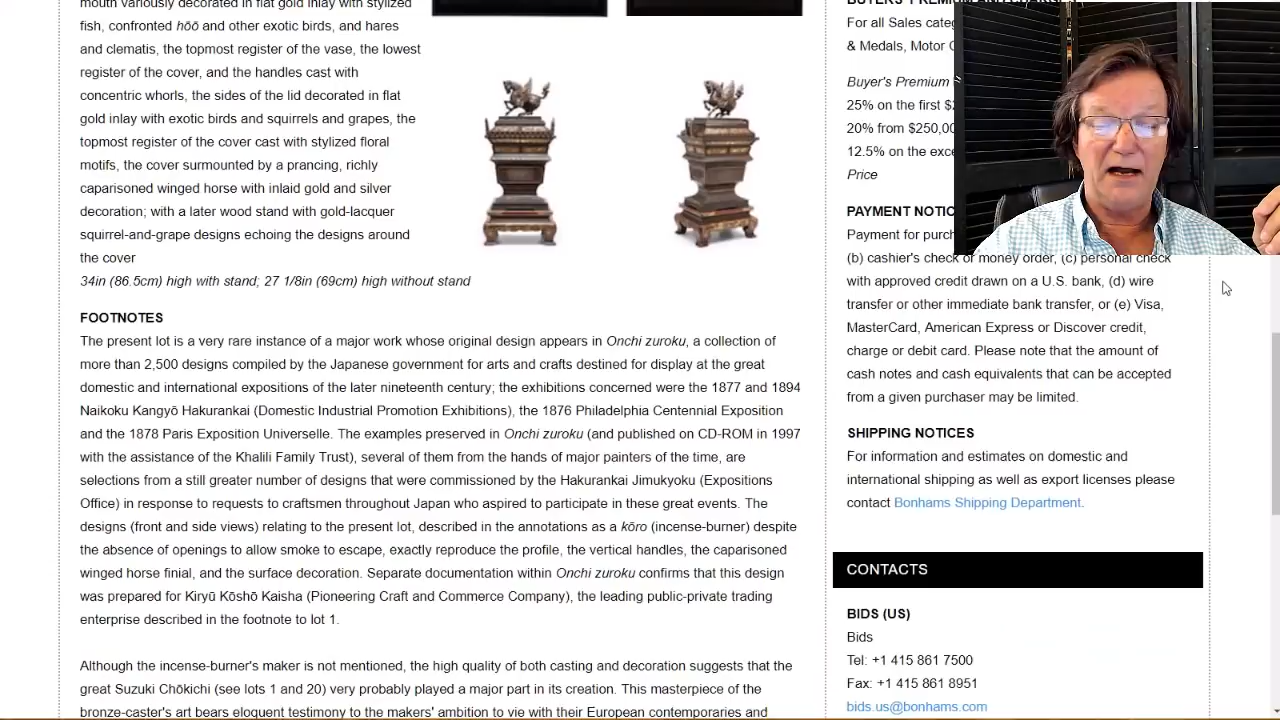 mouth variously decorated in flat gold inlay with stylized
fish, confronted hōō and other exotic birds, and hares
and clematis, the topmost register of the vase, the lowest
register of the cover, and the handles cast with
concentric whorls, the sides of the lid decorated in flat
gold inlay with exotic birds and squirrels and grapes, the
topmost register of the cover cast with stylized floral
motifs, the cover surmounted by a prancing, richly
caparisoned winged horse with inlaid gold and silver
decoration; with a later wood stand with gold-lacquer
squirrel-and-grape designs echoing the designs around
the cover
34in (86.5cm) high with stand; 27 1/8in (69cm) high without stand
FOOTNOTES
The present lot is a very rare instance of a major work whose original design appears in Onchi zuroku, a collection of
more than 2,500 designs compiled by the Japanese government for arts and crafts destined for display at the great
domestic and international expositions of the later nineteenth century; the exhibitions concerned were the 1877 and 1894
Naikoku Kangyō Hakurankai (Domestic Industrial Promotion Exhibitions), the 1876 Philadelphia Centennial Exposition
and the 1878 Paris Exposition Universelle. The examples preserved in Onchi zuroku (and published on CD-ROM in 1997
with the assistance of the Khalili Family Trust), several of them from the hands of major painters of the time, are
selections from a still greater number of designs that were commissioned by the Hakurankai Jimukyoku (Expositions
Office) in response to requests to craftsmen throughout Japan who aspired to participate in these great events. The
designs (front and side views) relating to the present lot, described in the annotations as a kōro (incense-burner) despite
the absence of openings to allow smoke to escape, exactly reproduce the profile, the vertical handles, the caparisoned
winged horse finial, and the surface decoration. Separate documentation within Onchi zuroku confirms that this design
was prepared for Kiryū Kōshō Kaisha (Pioneering Craft and Commerce Company), the leading public-private trading
enterprise described in the footnote to lot 1.
Although the incense-burner's maker is not mentioned, the high quality of both casting and decoration suggests that the
great Suzuki Chōkichi (see lots 1 and 20) very probably played a major part in its creation. This masterpiece of the
bronze-caster's art bears eloquent testimony to the makers' ambition to vie with their European contemporaries and
BUYER'S PREMIUM AND CHARGES
For all Sales cate
& Medals, Motor C
Buyer's Premium
25% on the first $
20% from $250,00
12.5% on the exce
Price
PAYMENT NOTIC
Payment for purch
(b) cashier's check or money order, (c) personal check
with approved credit drawn on a U.S. bank, (d) wire
transfer or other immediate bank transfer, or (e) Visa,
MasterCard, American Express or Discover credit,
charge or debit card. Please note that the amount of
cash notes and cash equivalents that can be accepted
from a given purchaser may be limited.
SHIPPING NOTICES
For information and estimates on domestic and
international shipping as well as export licenses please
contact Bonhams Shipping Department.
CONTACTS
BIDS (US)
Bids
Tel: +1 415 861 7500
Fax: +1 415 861 8951
bids.us@bonhams.com